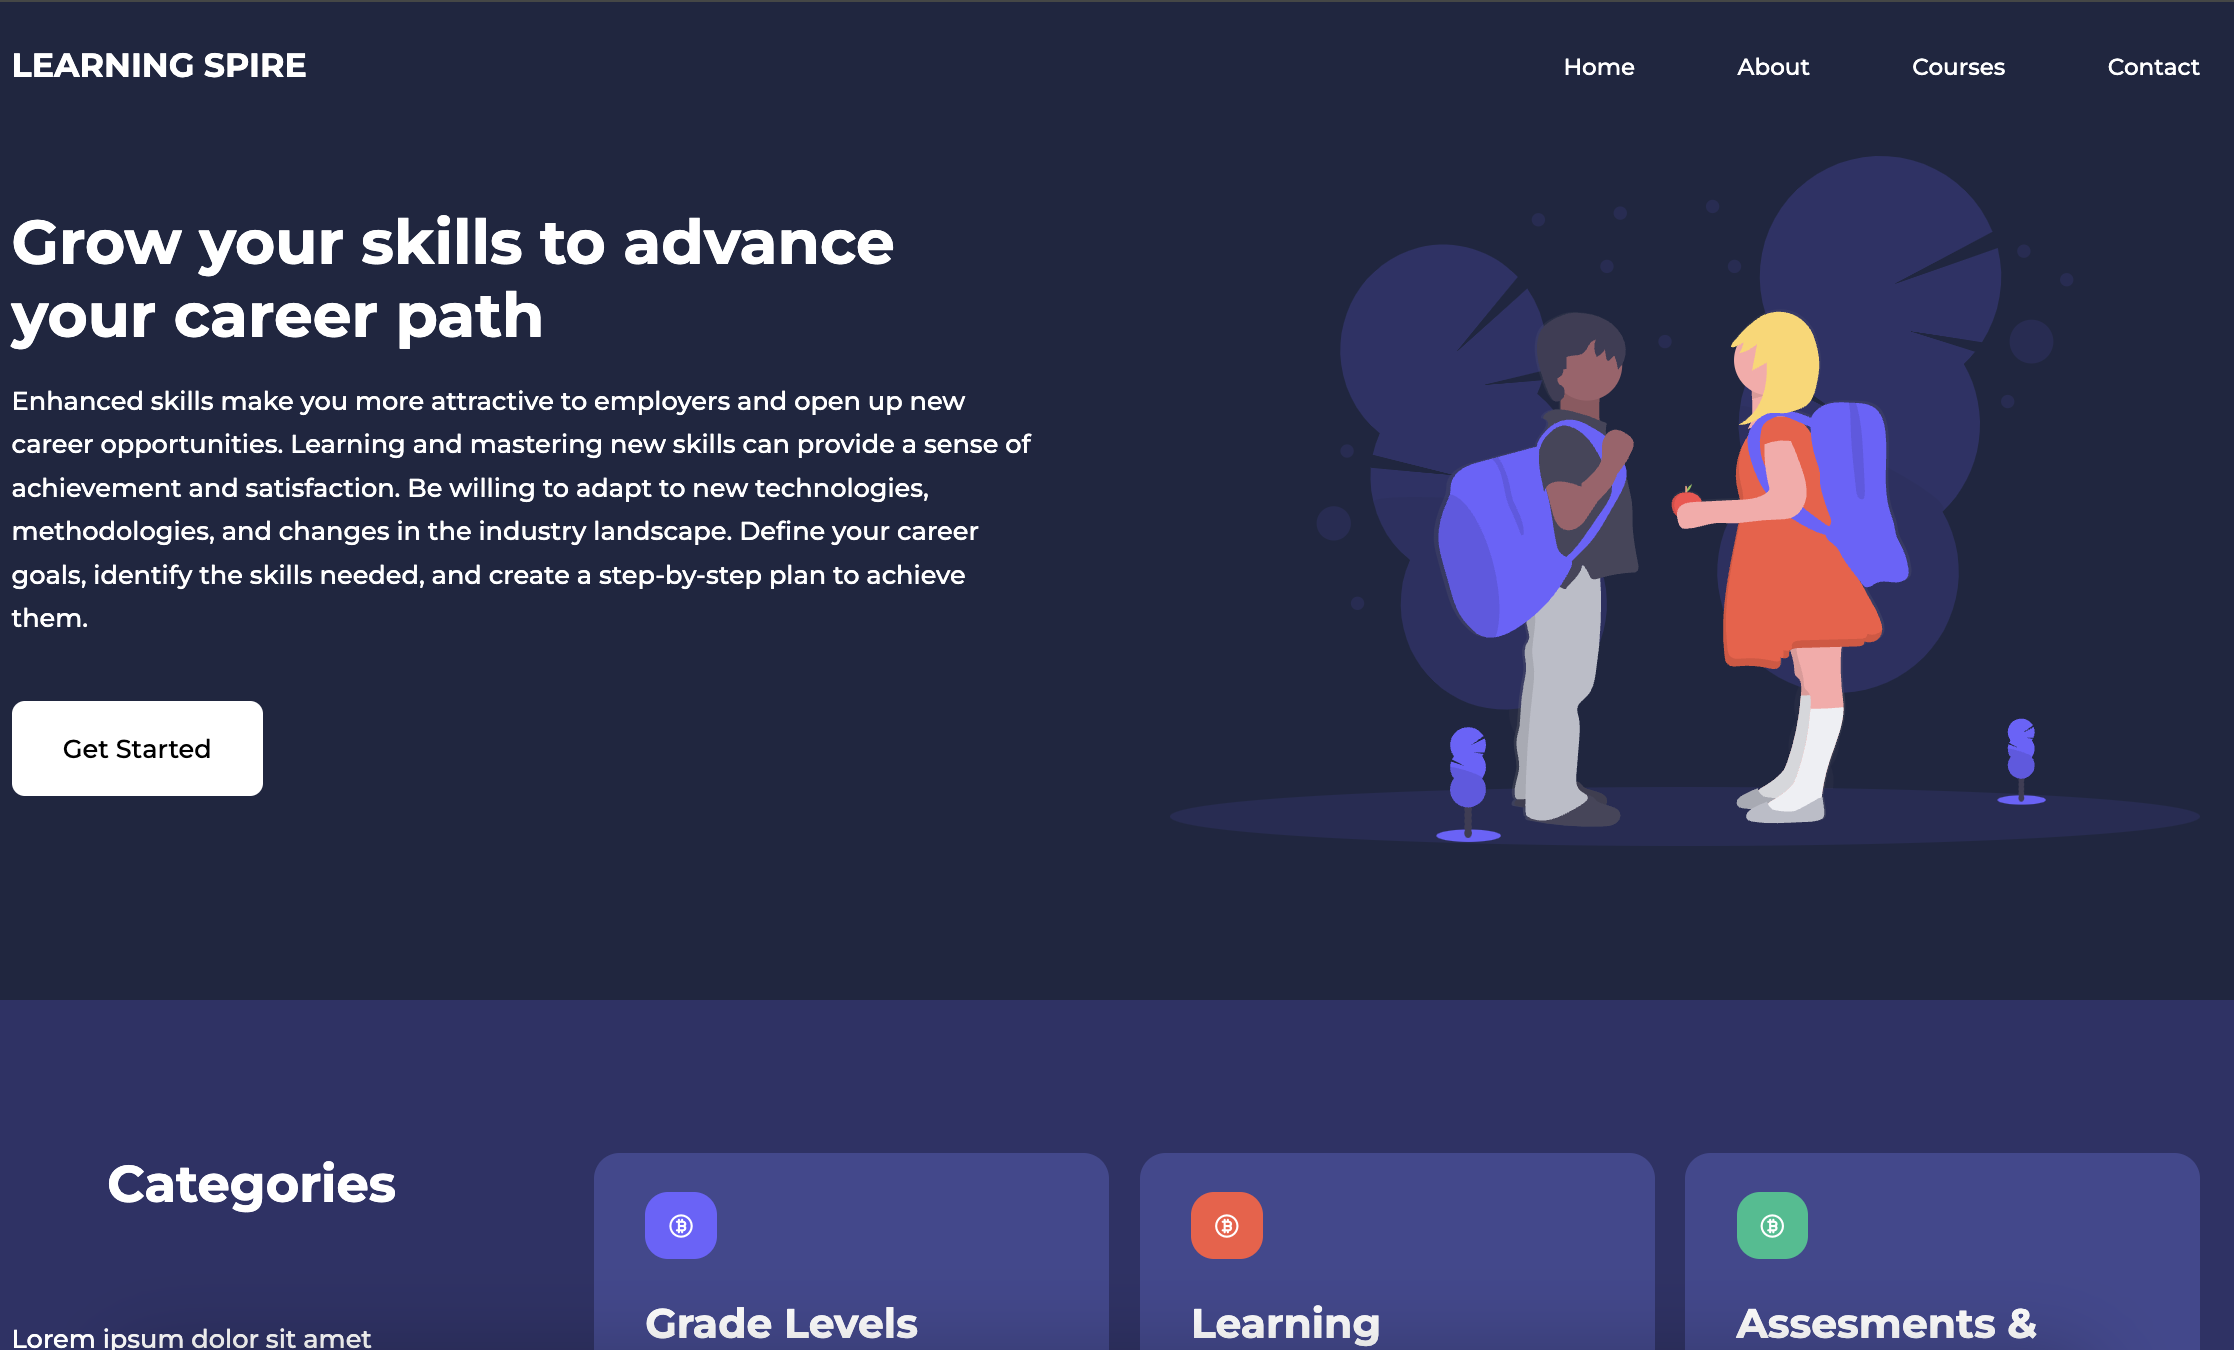 LEARNING SPIRE
Home About Courses Contact
Grow your skills to advance
your career path
Enhanced skills make you more attractive to employers and open up new
career opportunities. Learning and mastering new skills can provide a sense of
achievement and satisfaction. Be willing to adapt to new technologies,
methodologies, and changes in the industry landscape. Define your career
goals, identify the skills needed, and create a step-by-step plan to achieve
them.
Get Started
Categories
Lorem ipsum dolor sit amet
Grade Levels
Learning
Assesments &